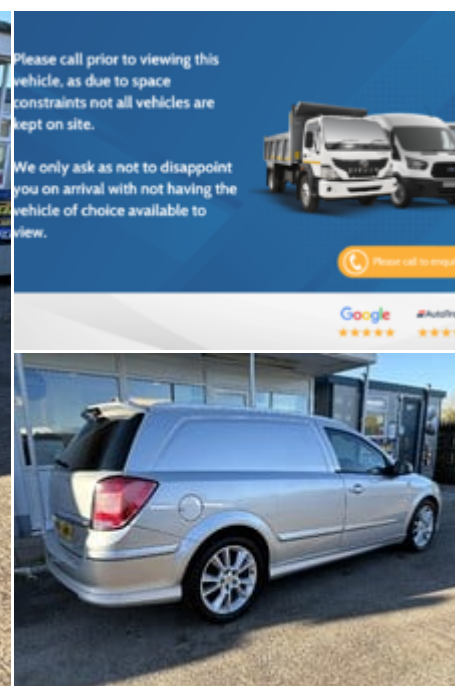 Please call prior to viewing this
vehicle, as due to space
constraints not all vehicles are
kept on site.
We only ask as not to disappoint
you on arrival with not having the
vehicle of choice available to
view.
Please call to enqui
Google
AutoTr